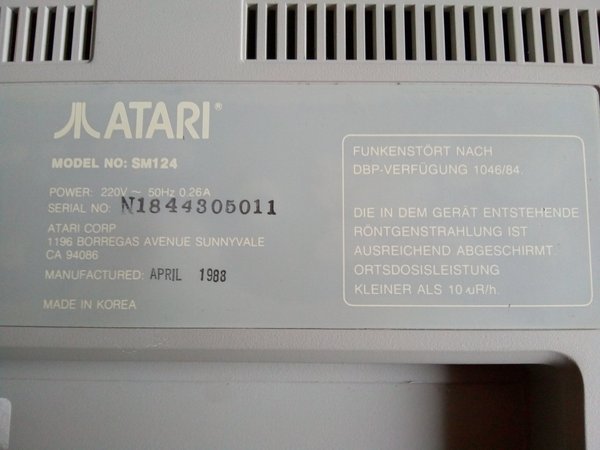 ATARI®
MODEL NO: SM124
POWER: 220V ~ 50Hz 0.26A
SERIAL NO: N1844305011
ATARI CORP
1196 BORREGAS AVENUE SUNNYVALE
CA 94086
MANUFACTURED: APRIL 1988
MADE IN KOREA
FUNKENSTÖRT NACH
DBP-VERFÜGUNG 1046/84.
DIE IN DEM GERÄT ENTSTEHENDE
RÖNTGENSTRAHLUNG IST
AUSREICHEND ABGESCHIRMT.
ORTSDOSISLEISTUNG
KLEINER ALS 10 uR/h.